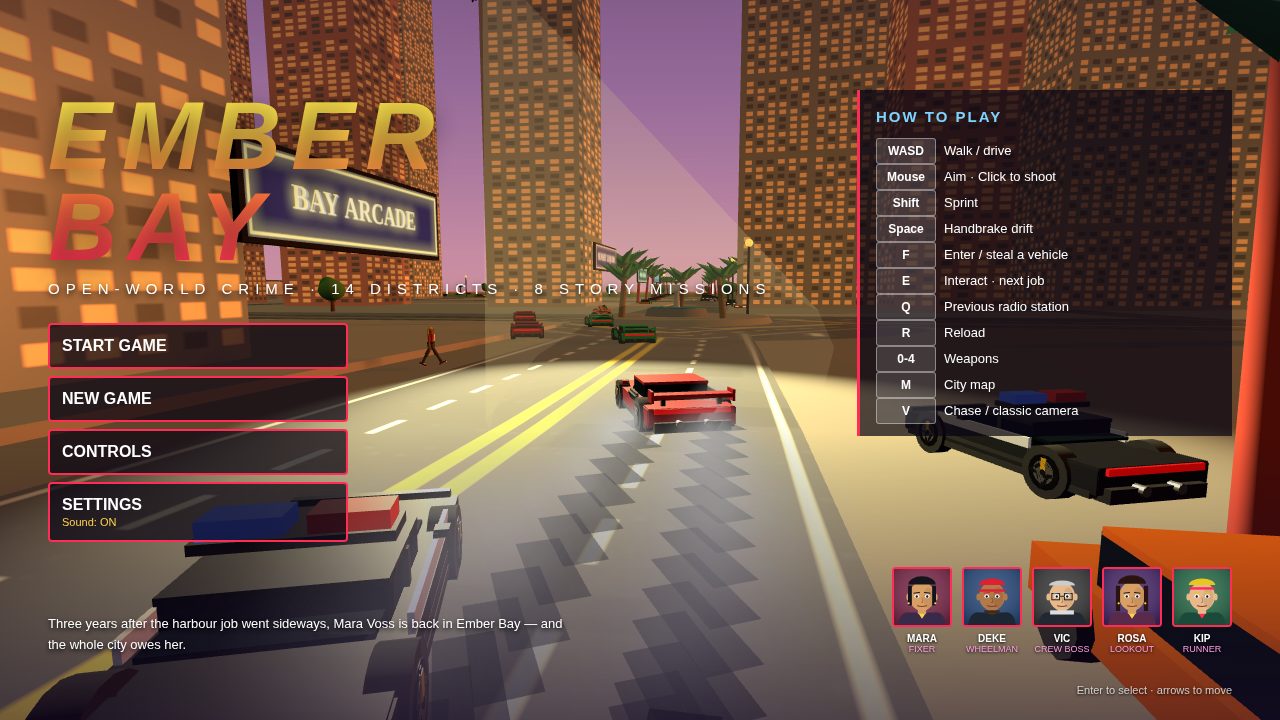 EMBER
BAY
BAY ARCADE
OPEN-WORLD CRIME · 14 DISTRICTS · 8 STORY MISSIONS
START GAME
NEW GAME
CONTROLS
SETTINGS
Sound: ON
Three years after the harbour job went sideways, Mara Voss is back in Ember Bay — and
the whole city owes her.
HOW TO PLAY
WASD Walk / drive
Mouse Aim · Click to shoot
Shift Sprint
Space Handbrake drift
F Enter / steal a vehicle
E Interact · next job
Q Previous radio station
R Reload
0-4 Weapons
M City map
V Chase / classic camera
MARA DEKE VIC ROSA KIP
FIXER WHEELMAN CREW BOSS LOOKOUT RUNNER
Enter to select · arrows to move